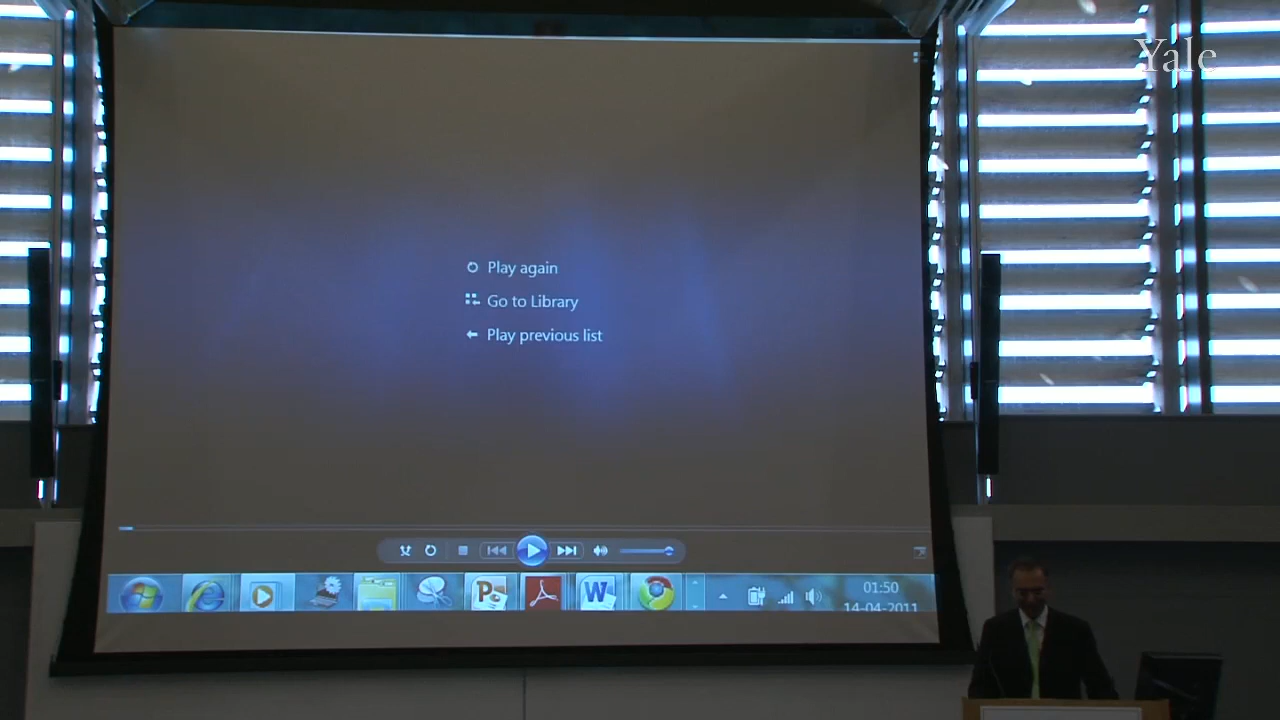 Yale
Play again
Go to Library
Play previous list
01:50
14-04-2011